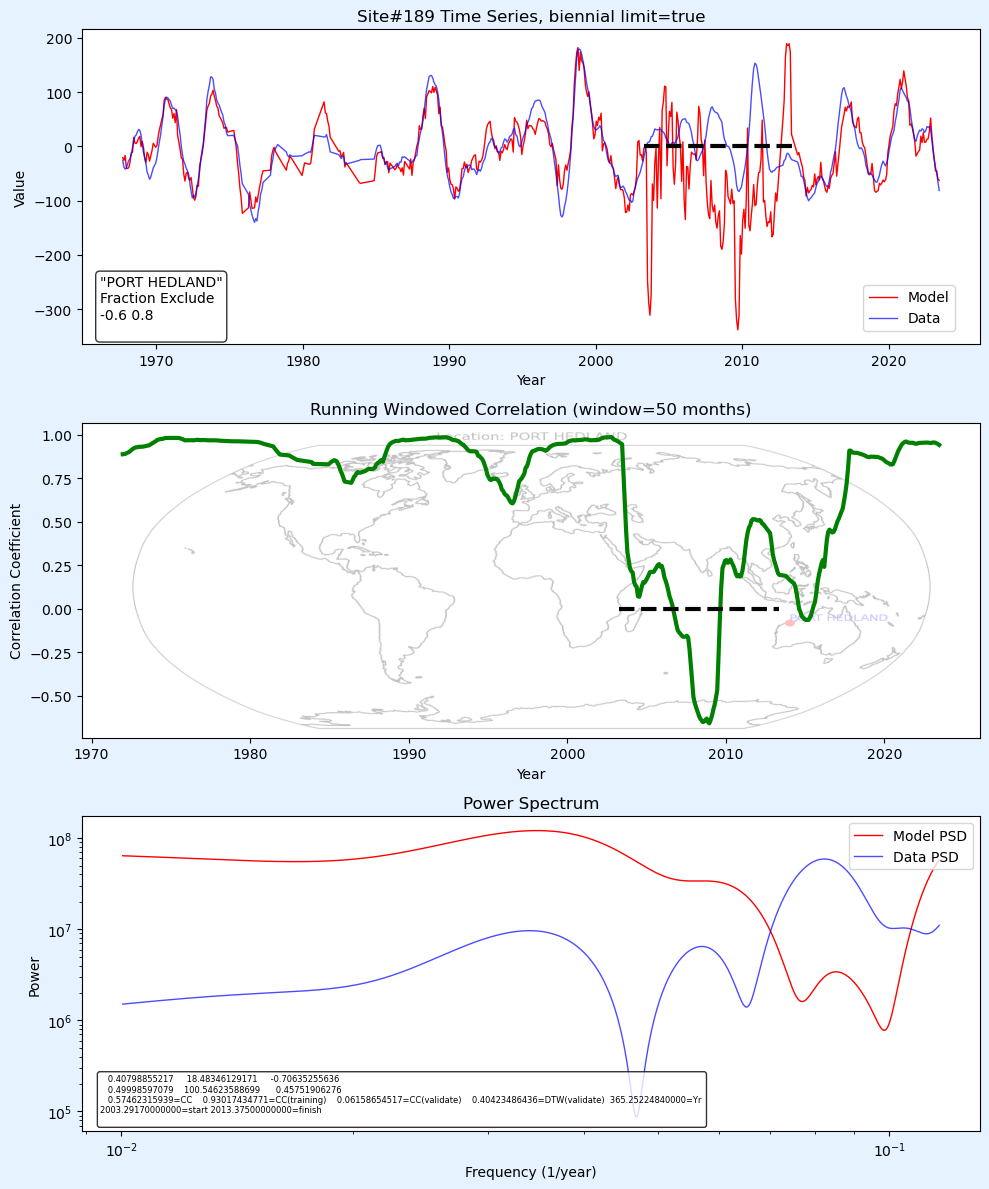 Site#189 Time Series, biennial limit=true
200
100
0
−100
−200
−300
Value
"PORT HEDLAND"
Fraction Exclude
-0.6 0.8
Model
Data
1970
1980
1990
2000
2010
2020
Year
Running Windowed Correlation (window=50 months)
Location: PORT HEDLAND
1.00
0.75
0.50
0.25
0.00
−0.25
−0.50
Correlation Coefficient
PORT HEDLAND
1970
1980
1990
2000
2010
2020
Year
Power Spectrum
Model PSD
Data PSD
10⁸
10⁷
10⁶
10⁵
Power
0.40798855217 18.48346129171 -0.70635255636
0.49998597079 100.54623588699 0.45751906276
0.57462315939=CC 0.93017434771=CC(training) 0.06158654517=CC(validate) 0.40423486436=DTW(validate) 365.25224840000=Yr
2003.29170000000=start 2013.37500000000=finish
10⁻²
10⁻¹
Frequency (1/year)